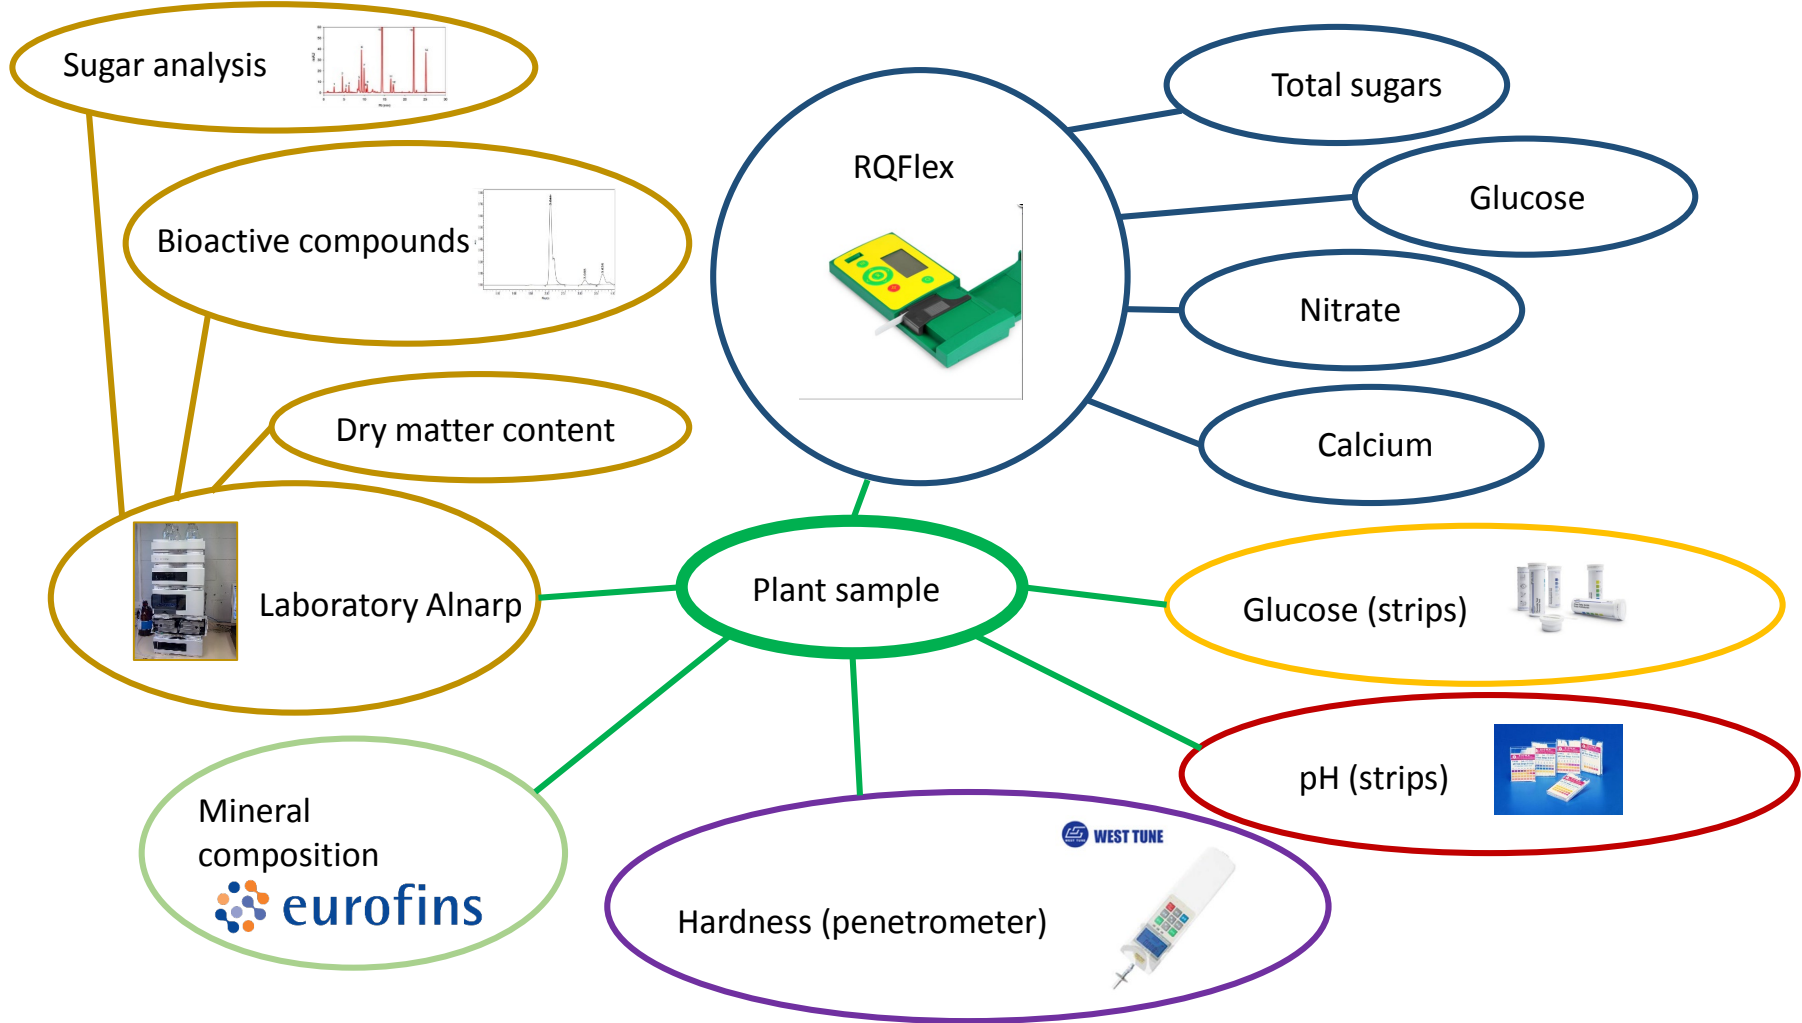 Sugar analysis
Total sugars
RQFlex
Glucose
Bioactive compounds
Nitrate
Dry matter content
Calcium
Plant sample
Laboratory Alnarp
Glucose (strips)
pH (strips)
Mineral
composition
eurofins
WEST TUNE
Hardness (penetrometer)